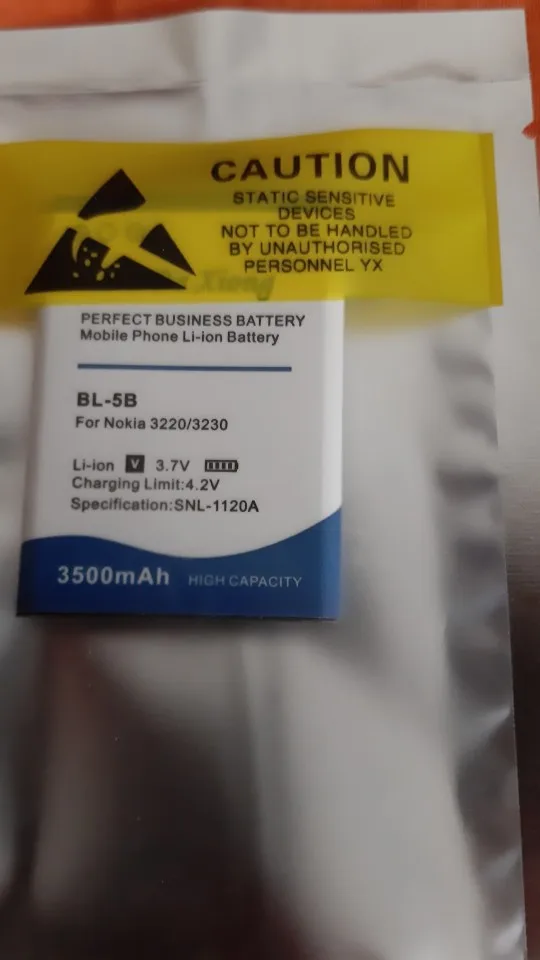 CAUTION
STATIC SENSITIVE
DEVICES
NOT TO BE HANDLED
BY UNAUTHORISED
PERSONNEL YX
PERFECT BUSINESS BATTERY
Mobile Phone Li-ion Battery
BL-5B
For Nokia 3220/3230
Li-ion V 3.7V
Charging Limit:4.2V
Specification:SNL-1120A
3500mAh HIGH CAPACITY